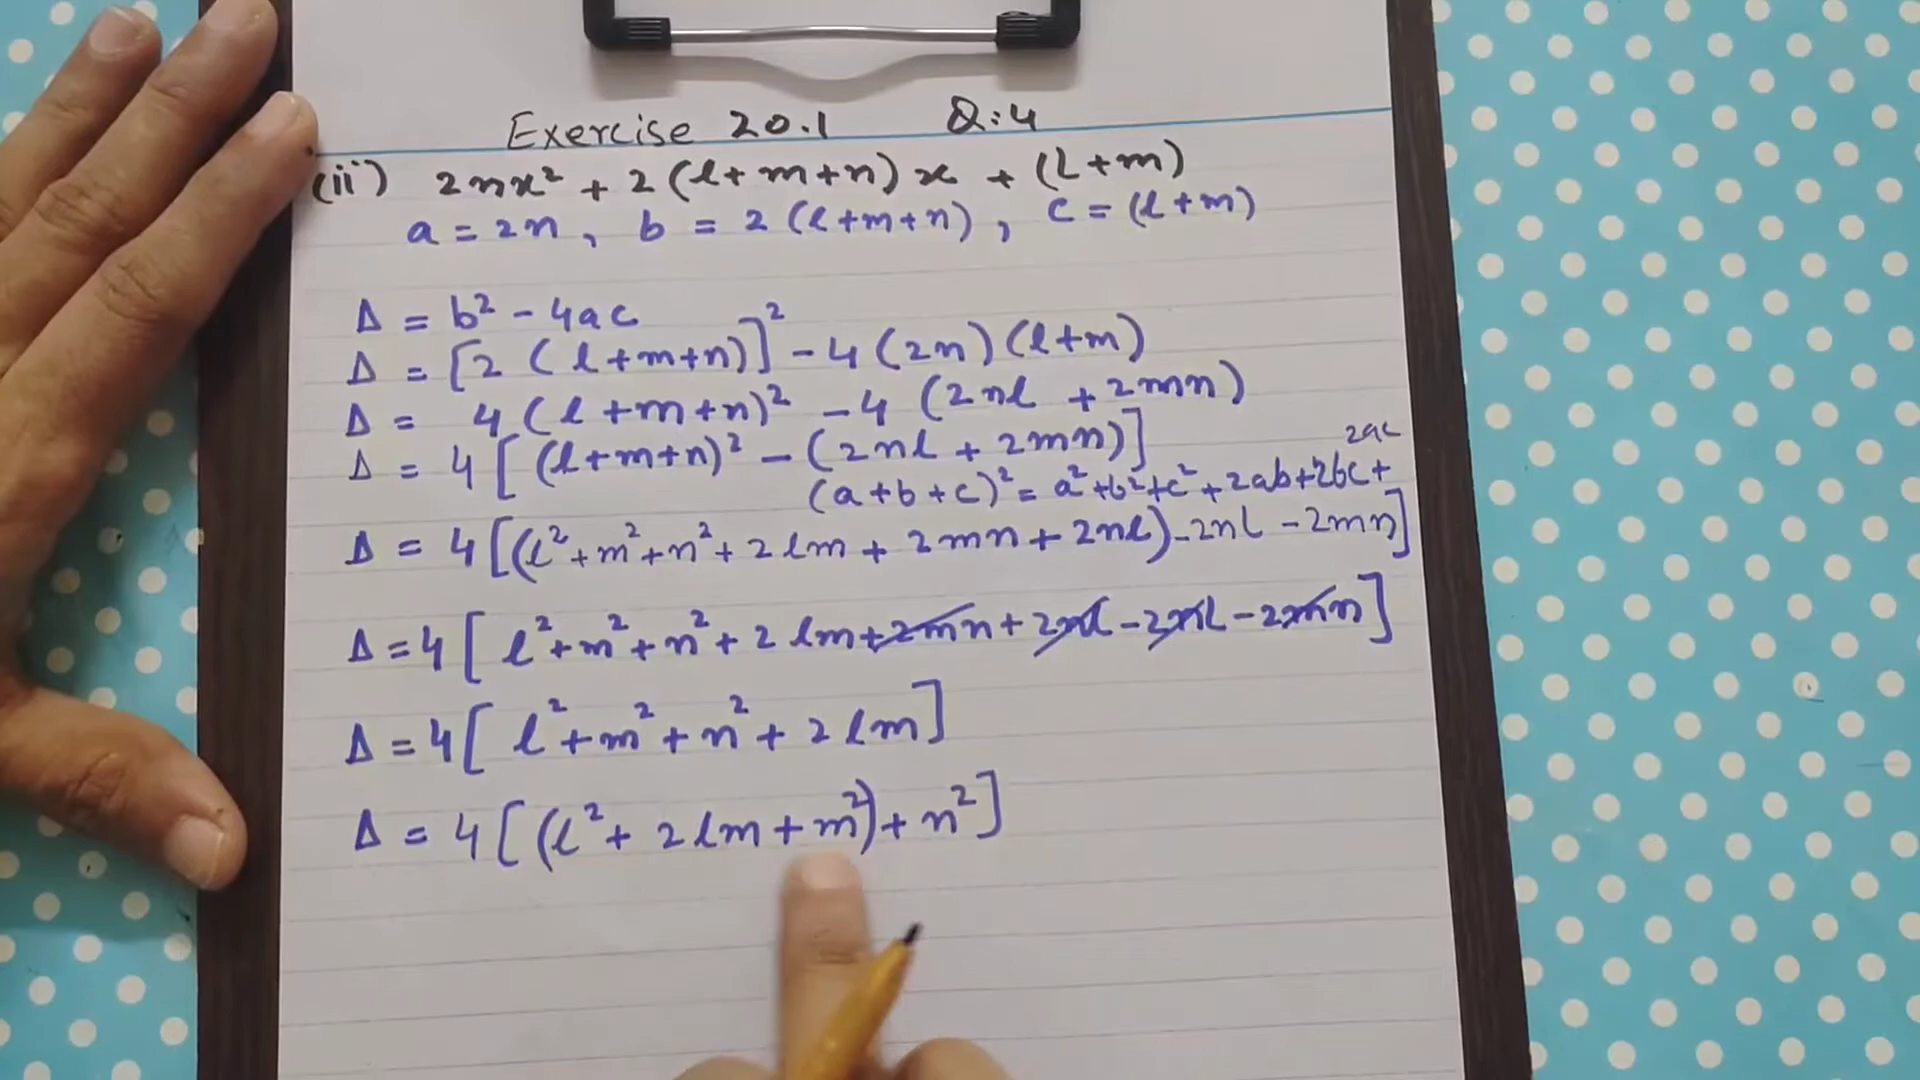 Exercise 20.1 Q:4
(ii) 2nx² + 2(l+m+n)x + (l+m)
a = 2n, b = 2(l+m+n), c = (l+m)
Δ = b² - 4ac
Δ = [2(l+m+n)]² - 4(2n)(l+m)
Δ = 4(l+m+n)² - 4(2nl + 2mn)
Δ = 4[(l+m+n)² - (2nl + 2mn)]
2ac
(a+b+c)² = a²+b²+c²+2ab+2bc+
Δ = 4[(l²+m²+n²+2lm+2mn+2nl)-2nl-2mn]
Δ = 4[l²+m²+n²+2lm+2mn+2nl-2nl-2mn]
Δ = 4[l²+m²+n²+2lm]
Δ = 4[(l²+2lm+m²)+n²]